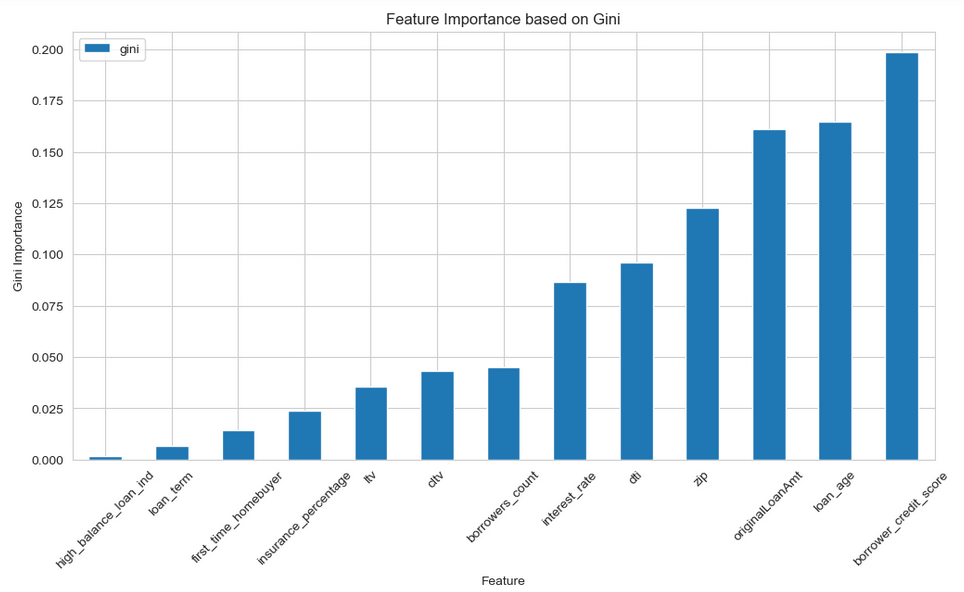 Feature Importance based on Gini
gini
0.200
0.175
0.150
0.125
0.100
0.075
0.050
0.025
0.000
Gini Importance
high_balance_loan_ind
loan_term
first_time_homebuyer
insurance_percentage
ltv
cltv
borrowers_count
interest_rate
dti
zip
originalLoanAmt
loan_age
borrower_credit_score
Feature